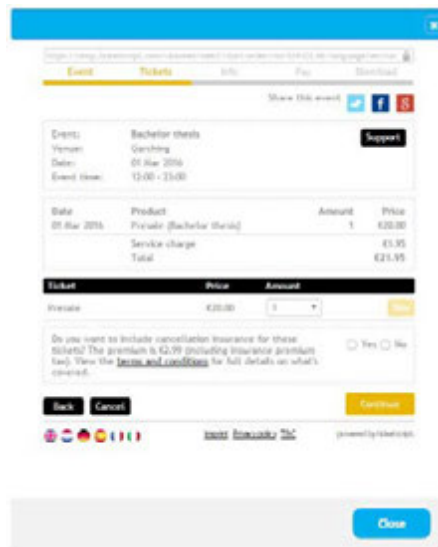 Event Tickets Info Pay Download
Share this event
Event: Bachelor thesis
Support
Venue: Garching
Date: 01 Mar 2016
Event time: 12:00 - 23:00
Date Product Amount Price
01 Mar 2016 Presale (Bachelor thesis) 1 €20.00
Service charge €1.95
Total €21.95
Ticket Price Amount
Presale €20.00 1
Do you want to include cancellation insurance for these
tickets? The premium is €2.99 (including insurance premium
tax). View the terms and conditions for full details on what's
covered.
Yes No
Back Cancel Continue
Imprint Privacy policy T&C powered by
Close